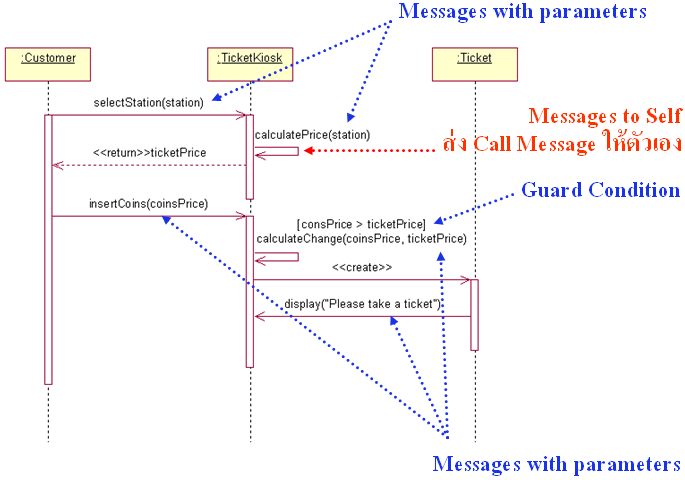 Messages with parameters
:Customer
:TicketKiosk
:Ticket
selectStation(station)
calculatePrice(station)
Messages to Self
ส่ง Call Message ให้ตัวเอง
<<return>>ticketPrice
Guard Condition
insertCoins(coinsPrice)
[consPrice > ticketPrice]
calculateChange(coinsPrice, ticketPrice)
<<create>>
display("Please take a ticket")
Messages with parameters